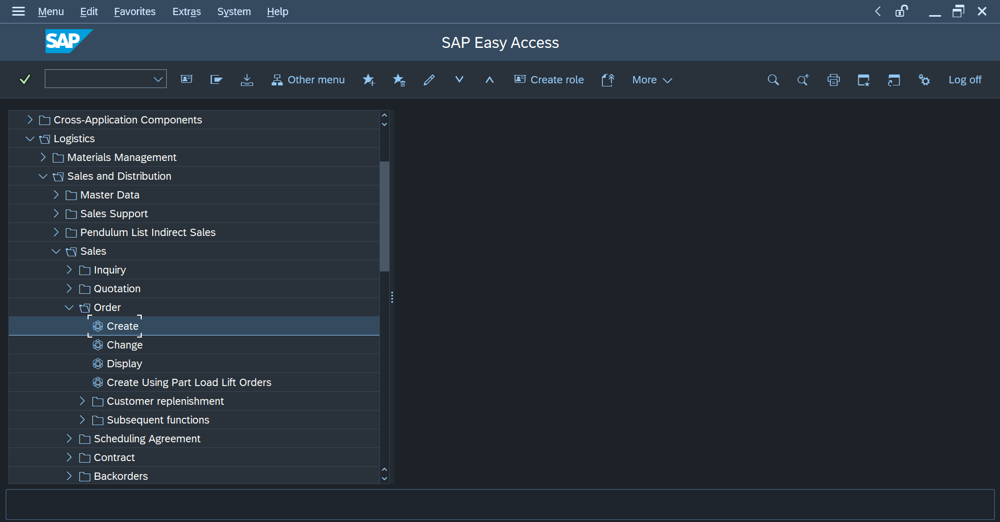 Menu Edit Favorites Extras System Help
SAP
SAP Easy Access
Other menu Create role More Log off
Cross-Application Components
Logistics
Materials Management
Sales and Distribution
Master Data
Sales Support
Pendulum List Indirect Sales
Sales
Inquiry
Quotation
Order
Create
Change
Display
Create Using Part Load Lift Orders
Customer replenishment
Subsequent functions
Scheduling Agreement
Contract
Backorders